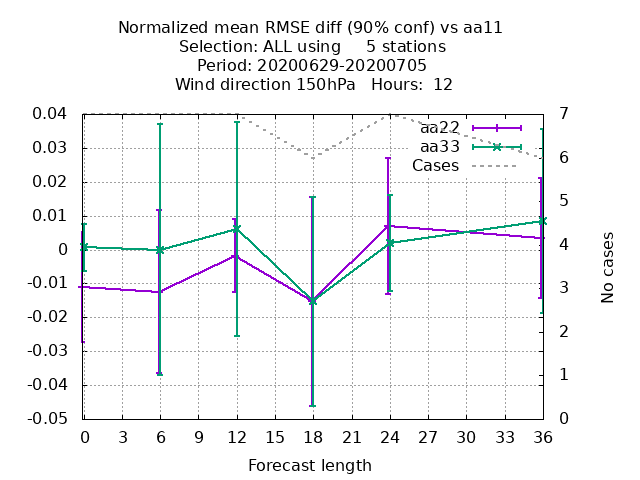 Normalized mean RMSE diff (90% conf) vs aa11
Selection: ALL using     5 stations
Period: 20200629-20200705
Wind direction 150hPa   Hours:  12
aa22
aa33
Cases
0.04
0.03
0.02
0.01
0
-0.01
-0.02
-0.03
-0.04
-0.05
7
6
5
4
3
2
1
0
No cases
0 3 6 9 12 15 18 21 24 27 30 33 36
Forecast length